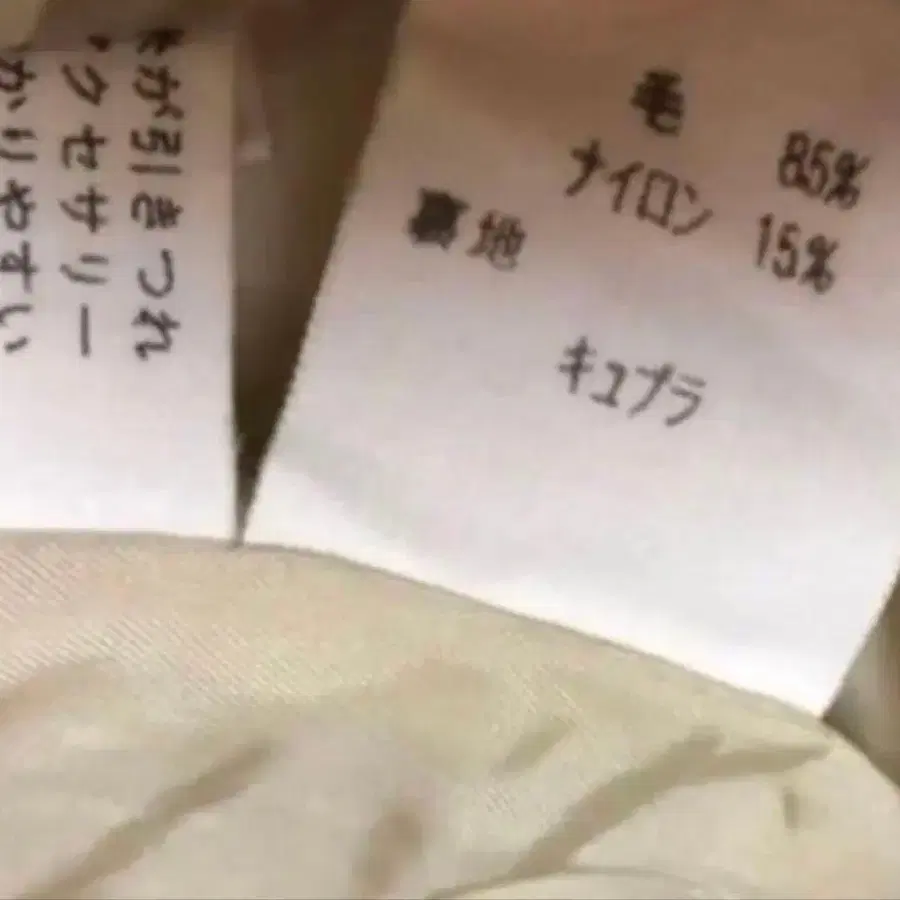 が引きつれ
クセサリー
かりやすい
毛 85%
ナイロン 15%
裏地
キュプラ